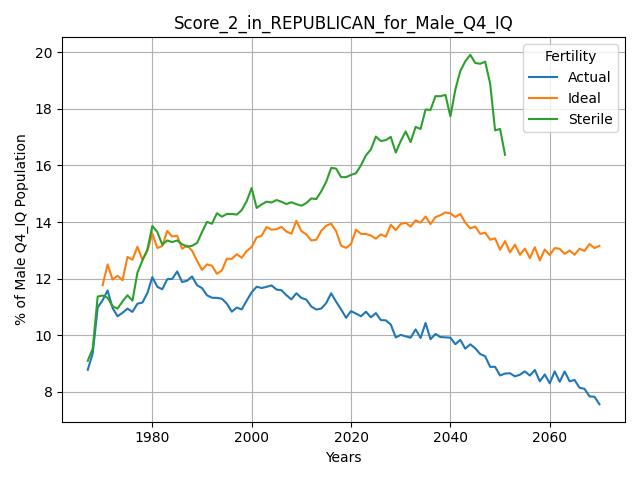 Score_2_in_REPUBLICAN_for_Male_Q4_IQ
Fertility
Actual
Ideal
Sterile
% of Male Q4_IQ Population
20
18
16
14
12
10
8
1980 2000 2020 2040 2060
Years